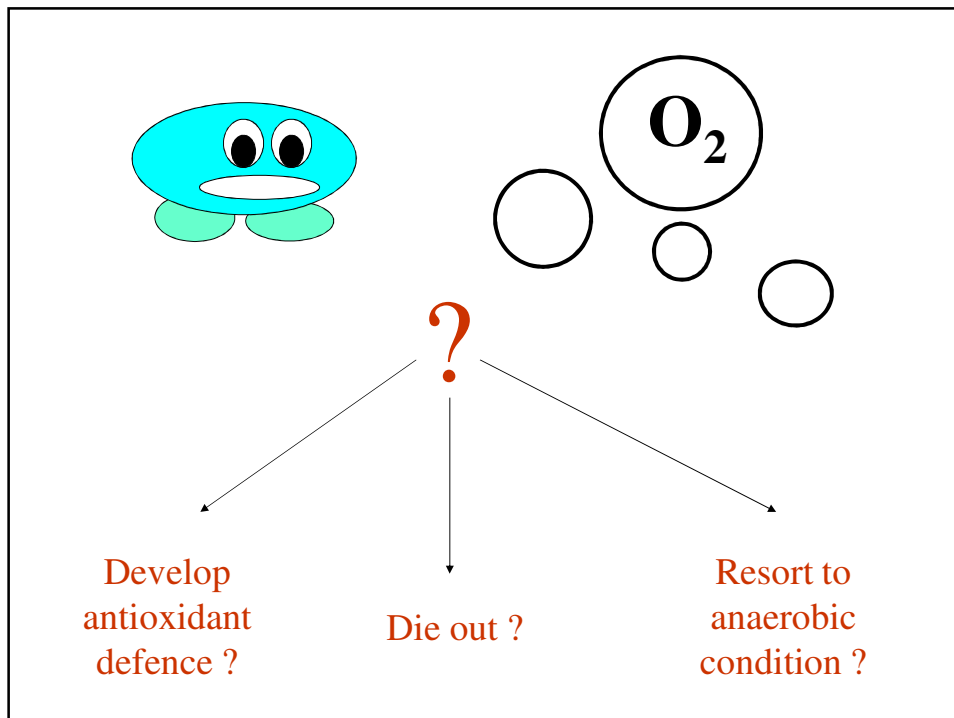 O₂
?
Develop
antioxidant
defence ?
Die out ?
Resort to
anaerobic
condition ?